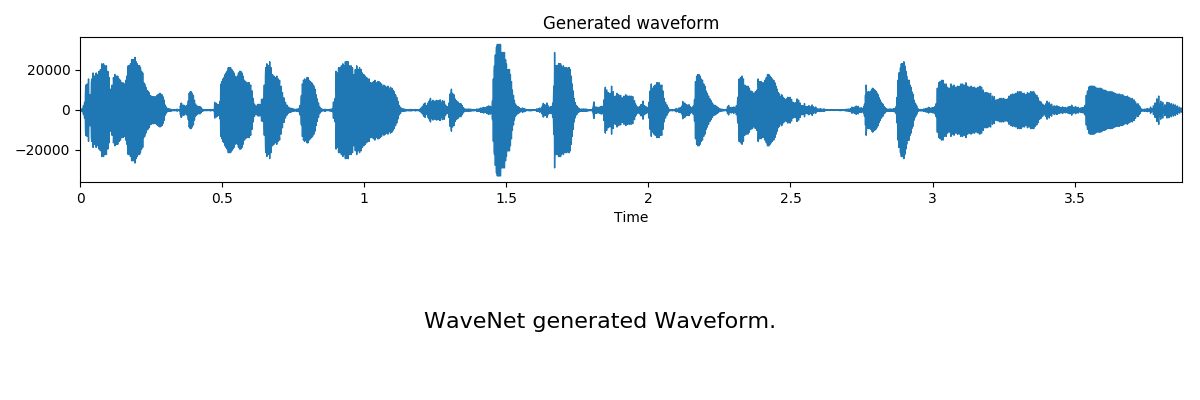 Generated waveform
20000
0
−20000
0 0.5 1 1.5 2 2.5 3 3.5
Time
WaveNet generated Waveform.